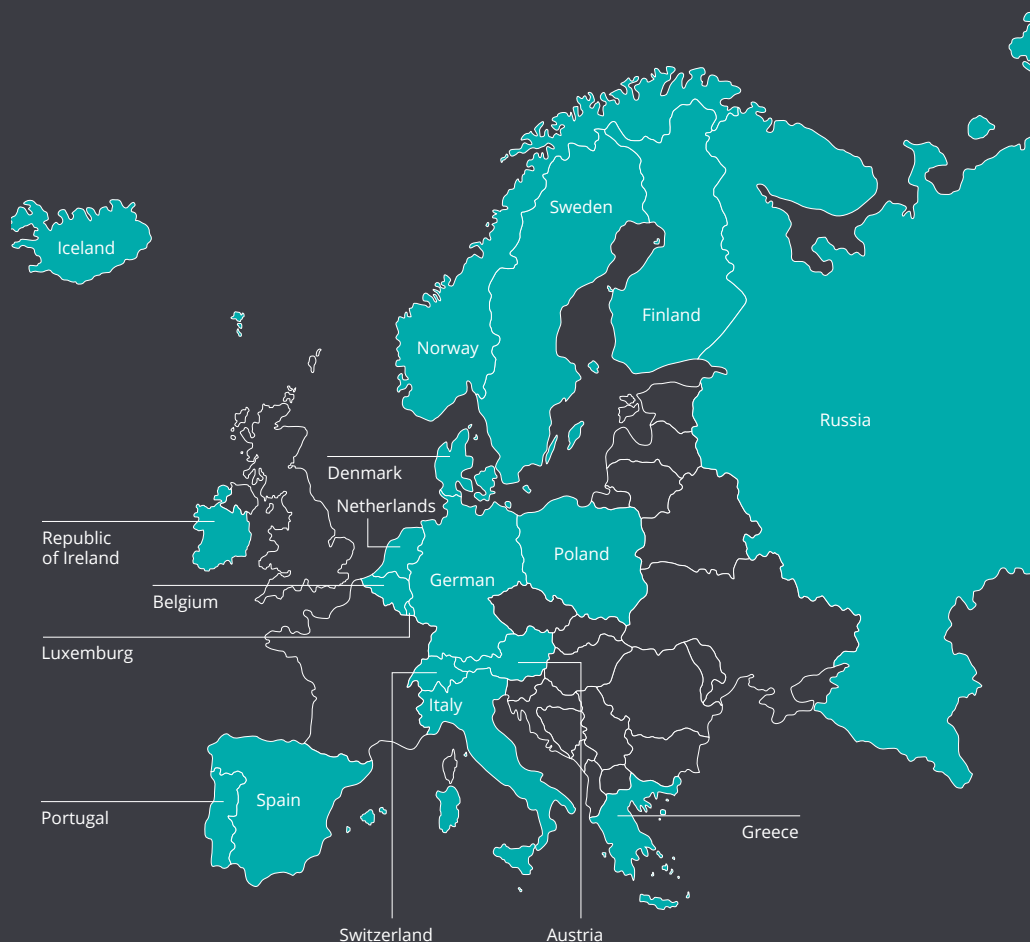 Sweden
Iceland
Finland
Norway
Russia
Denmark
Netherlands
Republic
of Ireland
Poland
German
Belgium
Luxemburg
Italy
Spain
Portugal
Greece
Switzerland
Austria